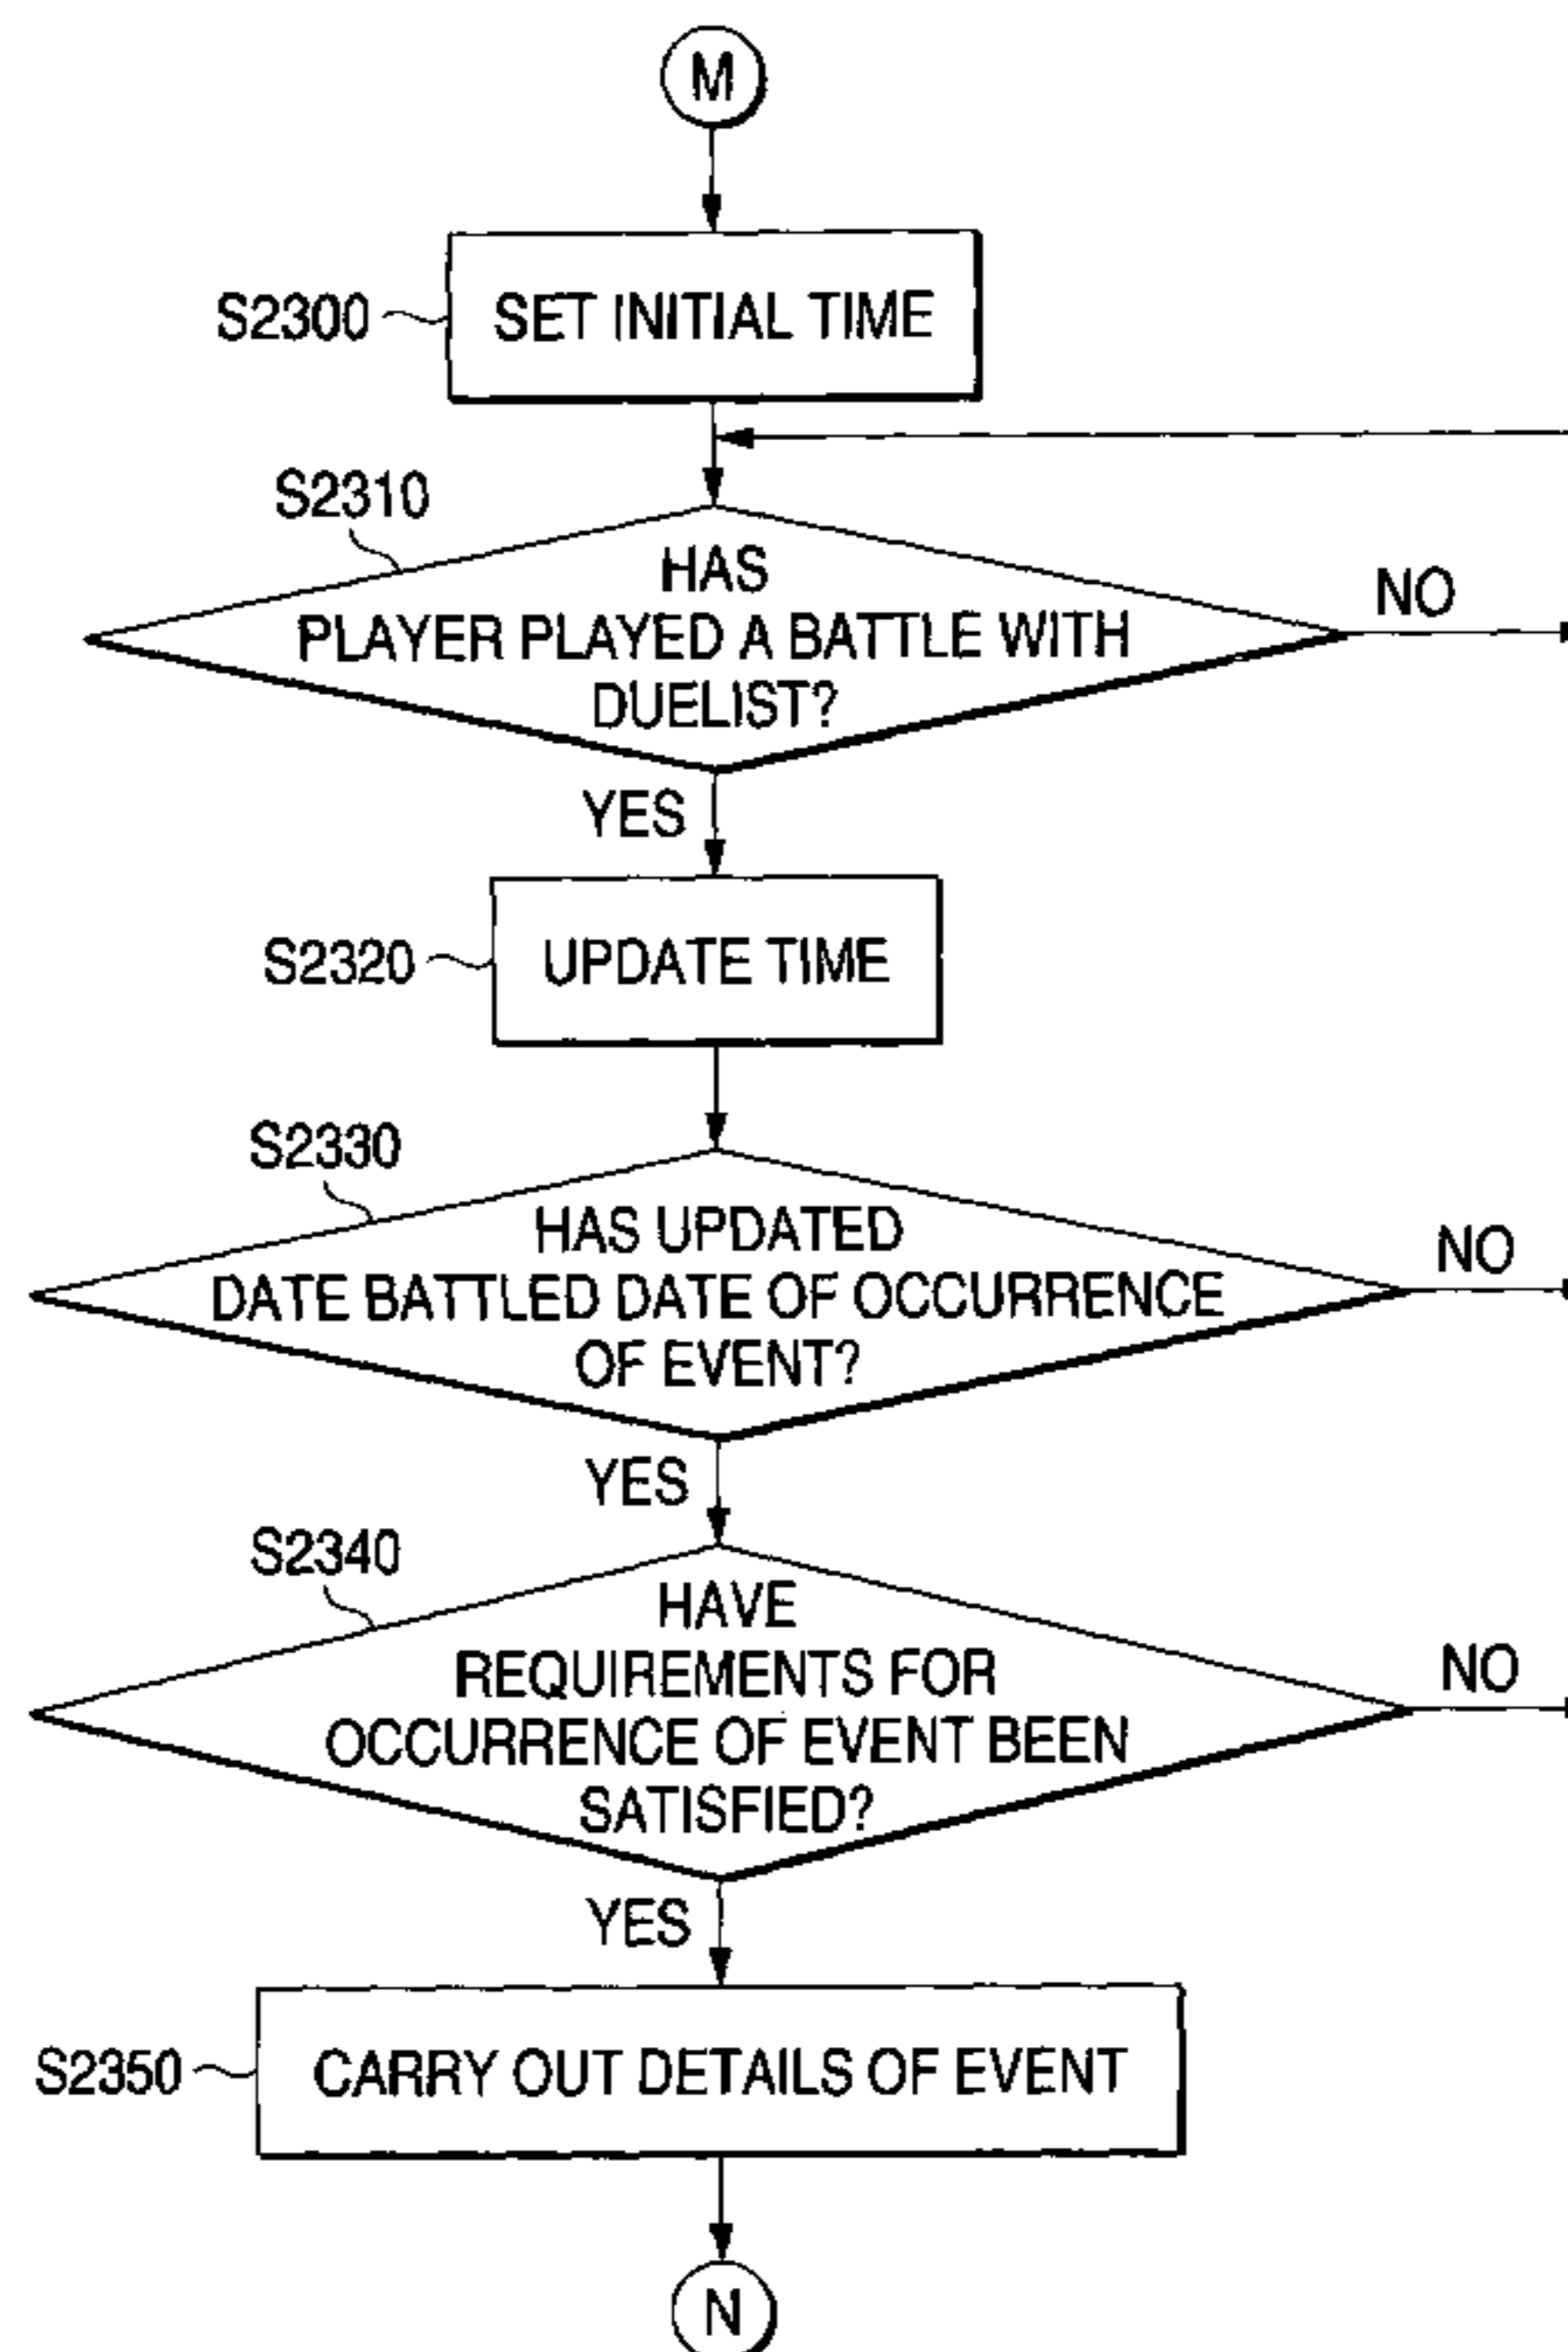 M
S2300
SET INITIAL TIME
S2310
HAS
PLAYER PLAYED A BATTLE WITH
DUELIST?
NO
YES
S2320
UPDATE TIME
S2330
HAS UPDATED
DATE BATTLED DATE OF OCCURRENCE
OF EVENT?
NO
YES
S2340
HAVE
REQUIREMENTS FOR
OCCURRENCE OF EVENT BEEN
SATISFIED?
NO
YES
S2350
CARRY OUT DETAILS OF EVENT
N